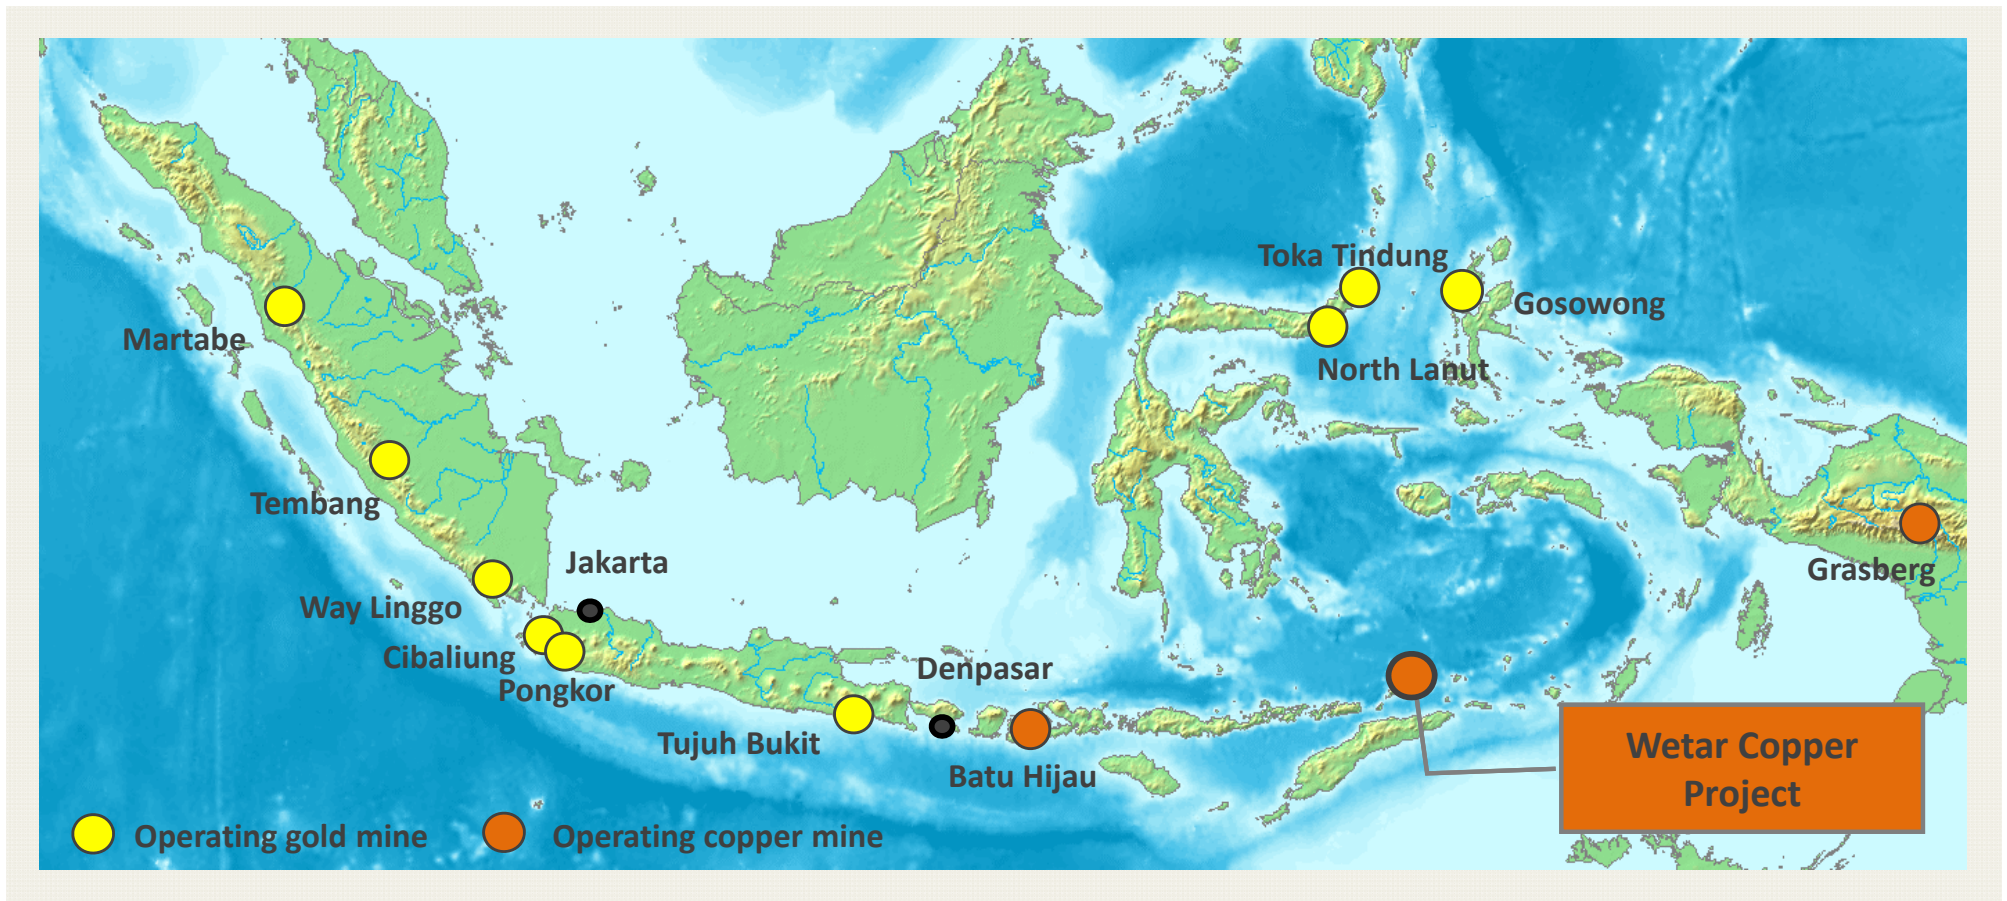 Toka Tindung
Gosowong
Martabe
North Lanut
Tembang
Jakarta
Grasberg
Way Linggo
Cibaliung
Denpasar
Pongkor
Tujuh Bukit
Batu Hijau
Wetar Copper
Project
Operating gold mine
Operating copper mine